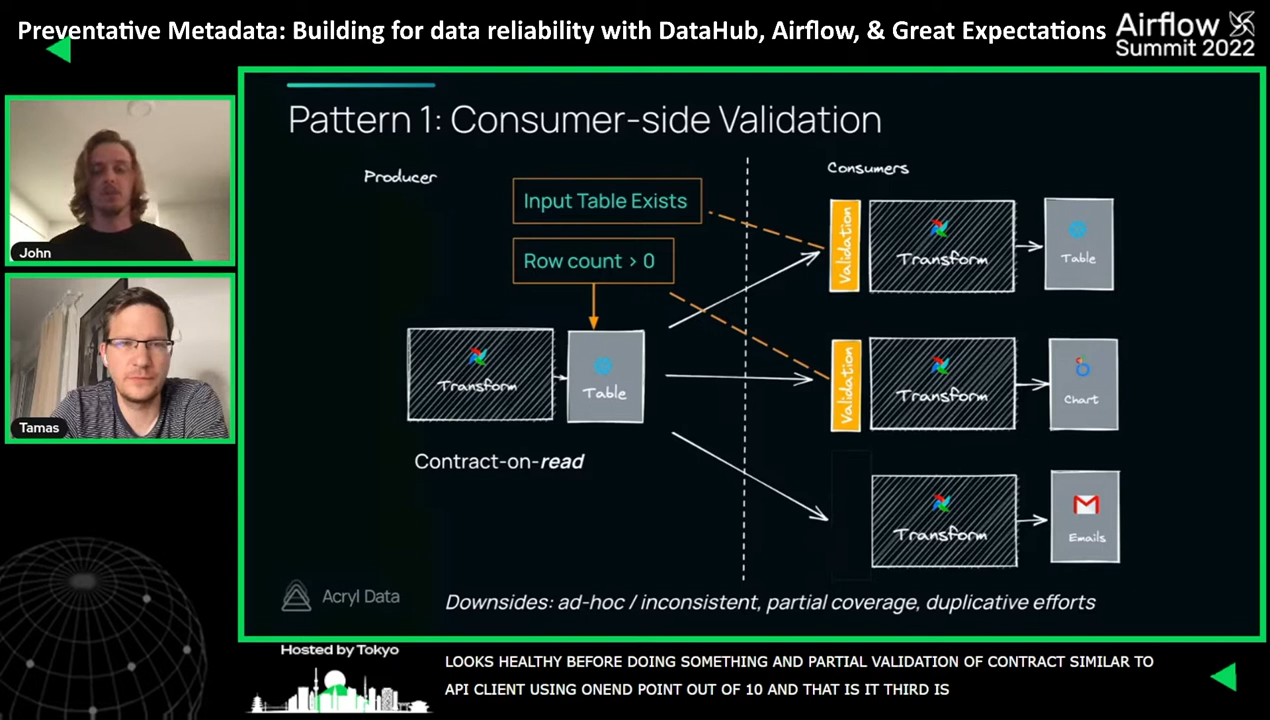 Preventative Metadata: Building for data reliability with DataHub, Airflow, & Great Expectations
Airflow
Summit 2022
John
Tamas
Pattern 1: Consumer-side Validation
Producer
Consumers
Input Table Exists
Row count > 0
Validation
Transform
Table
Transform
Table
Validation
Transform
Chart
Contract-on-read
Transform
Emails
Acryl Data
Downsides: ad-hoc / inconsistent, partial coverage, duplicative efforts
Hosted by Tokyo
LOOKS HEALTHY BEFORE DOING SOMETHING AND PARTIAL VALIDATION OF CONTRACT SIMILAR TO
API CLIENT USING ONEND POINT OUT OF 10 AND THAT IS IT THIRD IS